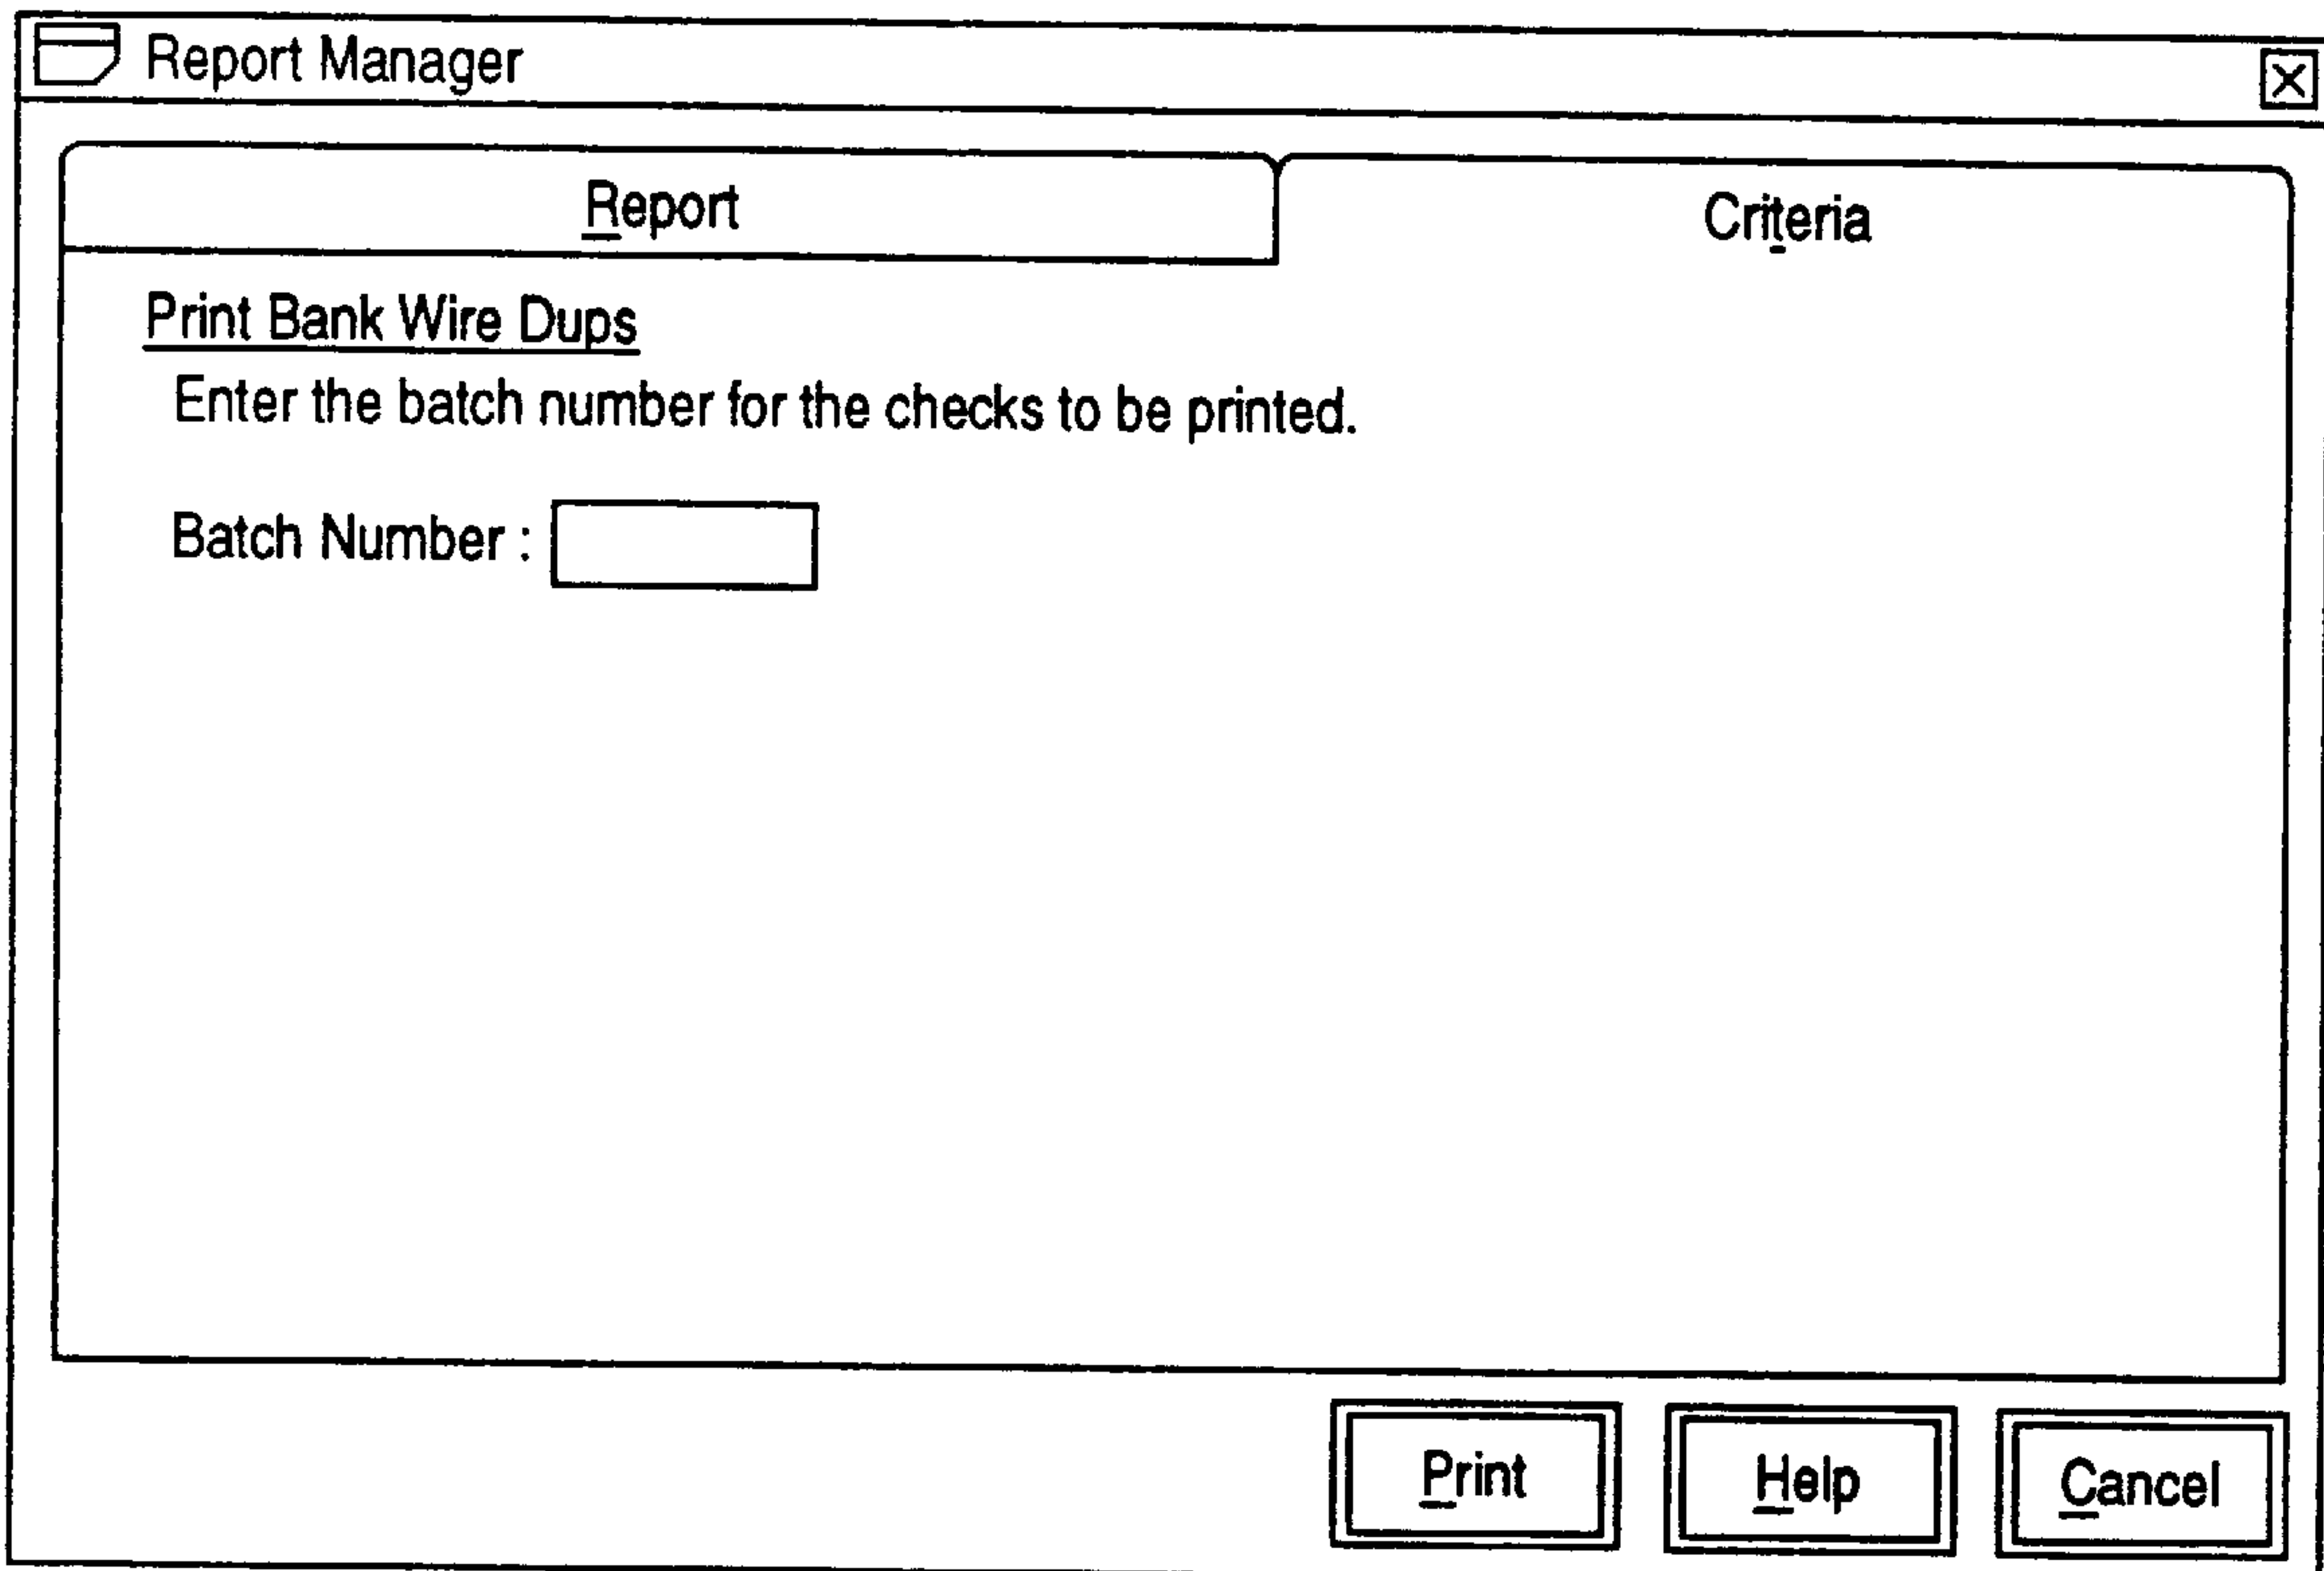 Report Manager
Report Criteria
Print Bank Wire Dups
Enter the batch number for the checks to be printed.
Batch Number :
Print Help Cancel